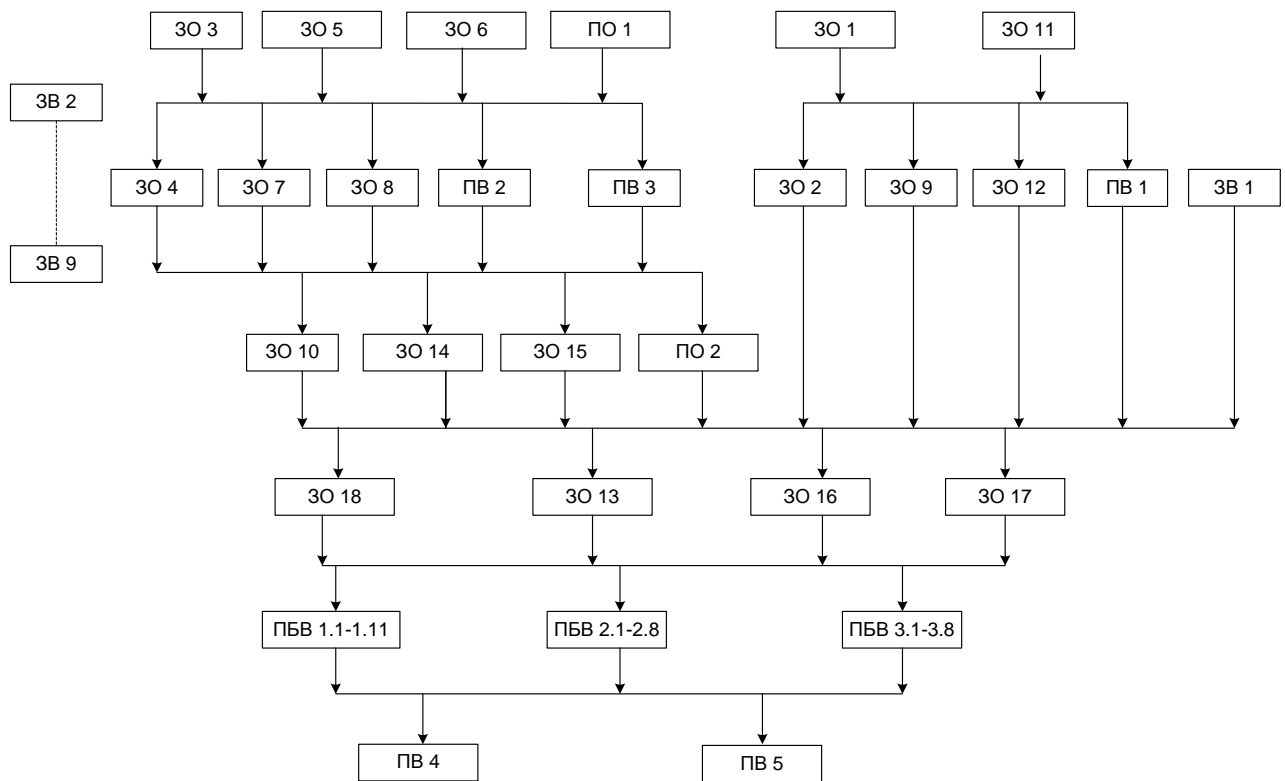 ЗО 3
ЗО 5
ЗО 6
ПО 1
ЗО 1
ЗО 11
ЗВ 2
ЗО 4
ЗО 7
ЗО 8
ПВ 2
ПВ 3
ЗО 2
ЗО 9
ЗО 12
ПВ 1
ЗВ 1
ЗВ 9
ЗО 10
ЗО 14
ЗО 15
ПО 2
ЗО 18
ЗО 13
ЗО 16
ЗО 17
ПБВ 1.1-1.11
ПБВ 2.1-2.8
ПБВ 3.1-3.8
ПВ 4
ПВ 5